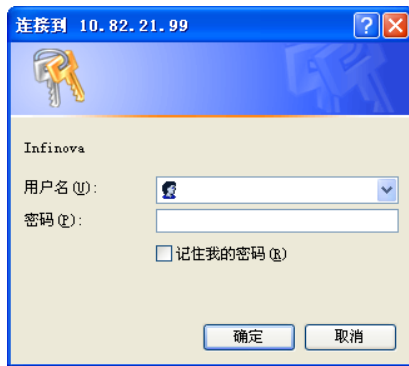 连接到 10.82.21.99
Infinova
用户名(U):
密码(P):
记住我的密码(R)
确定 取消